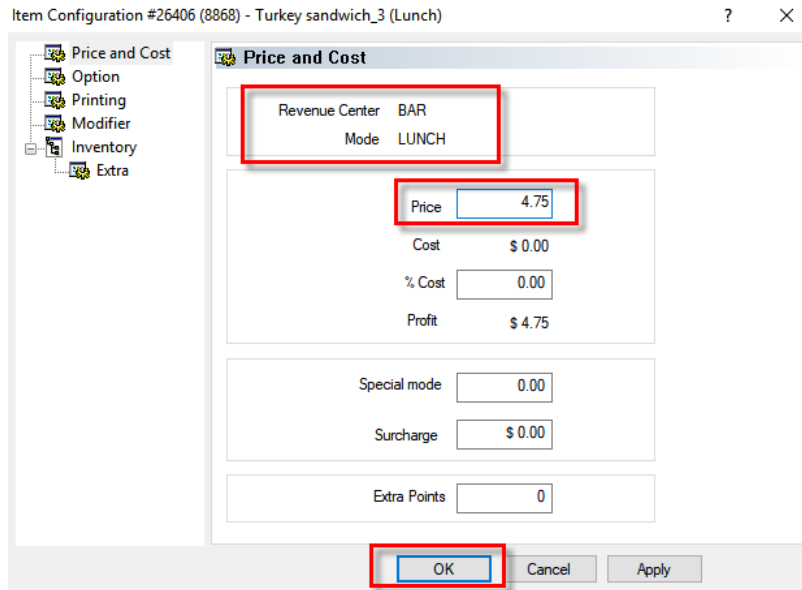 Item Configuration #26406 (8868) - Turkey sandwich_3 (Lunch)
?
Price and Cost
Option
Printing
Modifier
Inventory
Extra
Price and Cost
Revenue Center BAR
Mode LUNCH
Price 4.75
Cost $ 0.00
% Cost 0.00
Profit $ 4.75
Special mode 0.00
Surcharge $ 0.00
Extra Points 0
OK Cancel Apply